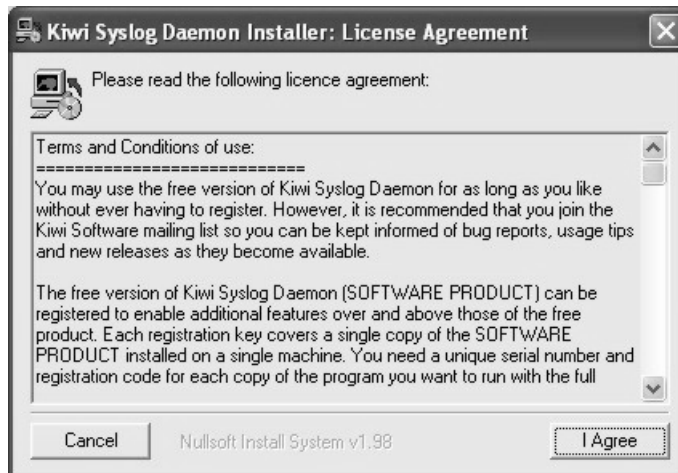 Kiwi Syslog Daemon Installer: License Agreement
Please read the following licence agreement:
Terms and Conditions of use:
============================
You may use the free version of Kiwi Syslog Daemon for as long as you like
without ever having to register. However, it is recommended that you join the
Kiwi Software mailing list so you can be kept informed of bug reports, usage tips
and new releases as they become available.
The free version of Kiwi Syslog Daemon (SOFTWARE PRODUCT) can be
registered to enable additional features over and above those of the free
product. Each registration key covers a single copy of the SOFTWARE
PRODUCT installed on a single machine. You need a unique serial number and
registration code for each copy of the program you want to run with the full
Cancel
Nullsoft Install System v1.98
I Agree